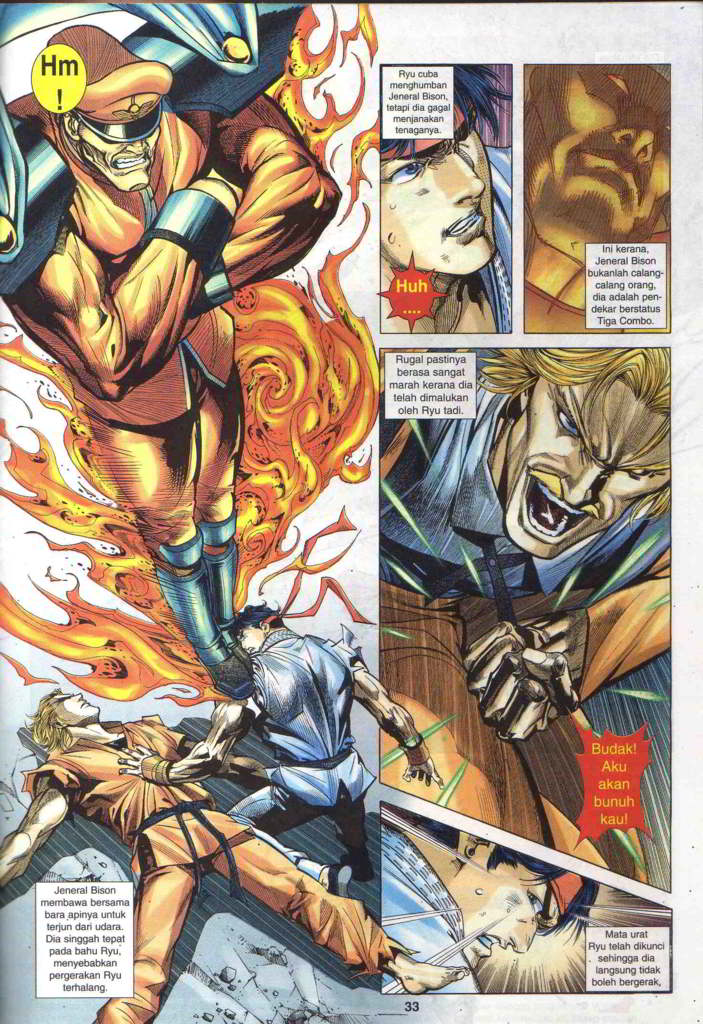 Hm
!
Jeneral Bison
membawa bersama
bara apinya untuk
terjun dari udara.
Dia singgah tepat
pada bahu Ryu,
menyebabkan
pergerakan Ryu
terhalang.
Ryu cuba
menghumban
Jeneral Bison,
tetapi dia gagal
menjanakan
tenaganya.
Huh
....
Ini kerana,
Jeneral Bison
bukanlah calang-
calang orang,
dia adalah pen-
dekar berstatus
Tiga Combo.
Rugal pastinya
berasa sangat
marah kerana dia
telah dimalukan
oleh Ryu tadi.
Budak!
Aku
akan
bunuh
kau!
Mata urat
Ryu telah dikunci
sehingga dia
langsung tidak
boleh bergerak,
33